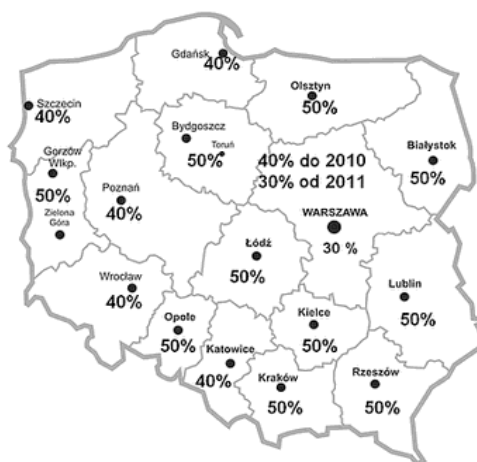 Gdańsk
40%
Olsztyn
50%
Szczecin
40%
Bydgoszcz
Toruń
50%
40% do 2010
30% od 2011
Białystok
50%
Gorzów
Wlkp.
50%
Zielona
Góra
Poznań
40%
WARSZAWA
30 %
Łódź
50%
Wrocław
40%
Lublin
50%
Opole
50%
Kielce
50%
Katowice
40%
Kraków
50%
Rzeszów
50%